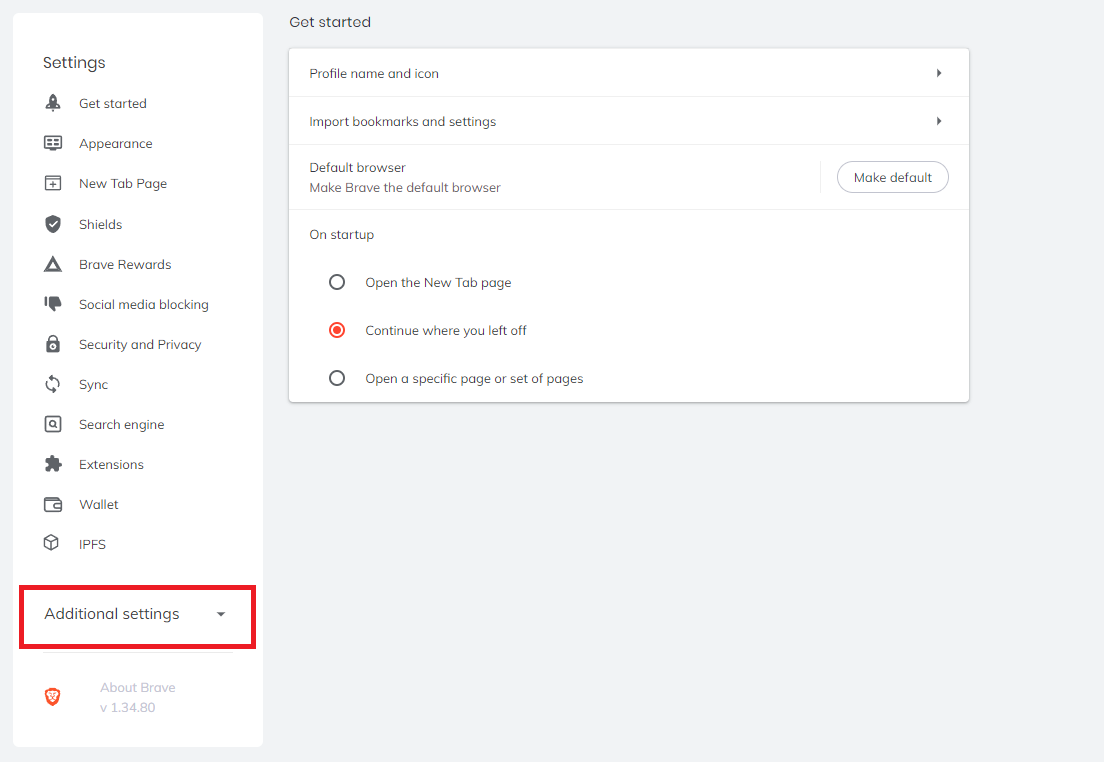 Settings
Get started
Appearance
New Tab Page
Shields
Brave Rewards
Social media blocking
Security and Privacy
Sync
Search engine
Extensions
Wallet
IPFS
Additional settings
About Brave
v 1.34.80
Get started
Profile name and icon
Import bookmarks and settings
Default browser
Make Brave the default browser
Make default
On startup
Open the New Tab page
Continue where you left off
Open a specific page or set of pages